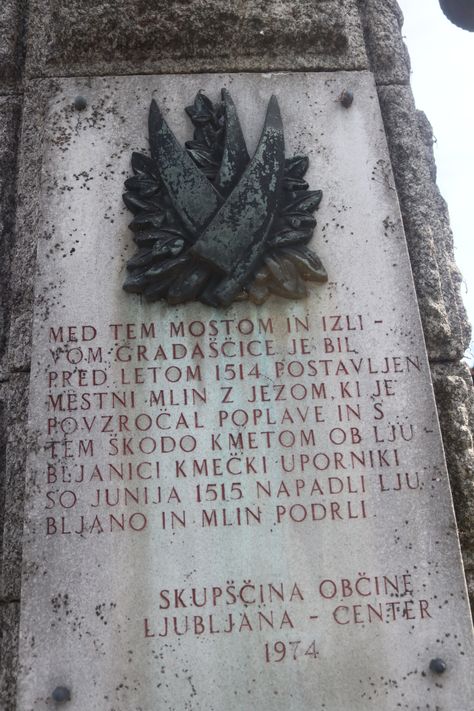 MED TEM MOSTOM IN IZLI -
VOM GRADAŠČICE JE BIL
PRED LETOM 1514 POSTAVLJEN
MESTNI MLIN Z JEZOM, KI JE
POVZROČAL POPLAVE IN S
TEM ŠKODO KMETOM OB LJU
BLJANICI KMEČKI UPORNIKI
SO JUNIJA 1515 NAPADLI LJU
BLJANO IN MLIN PODRLI
SKUPŠČINA OBČINE
LJUBLJANA - CENTER
1974